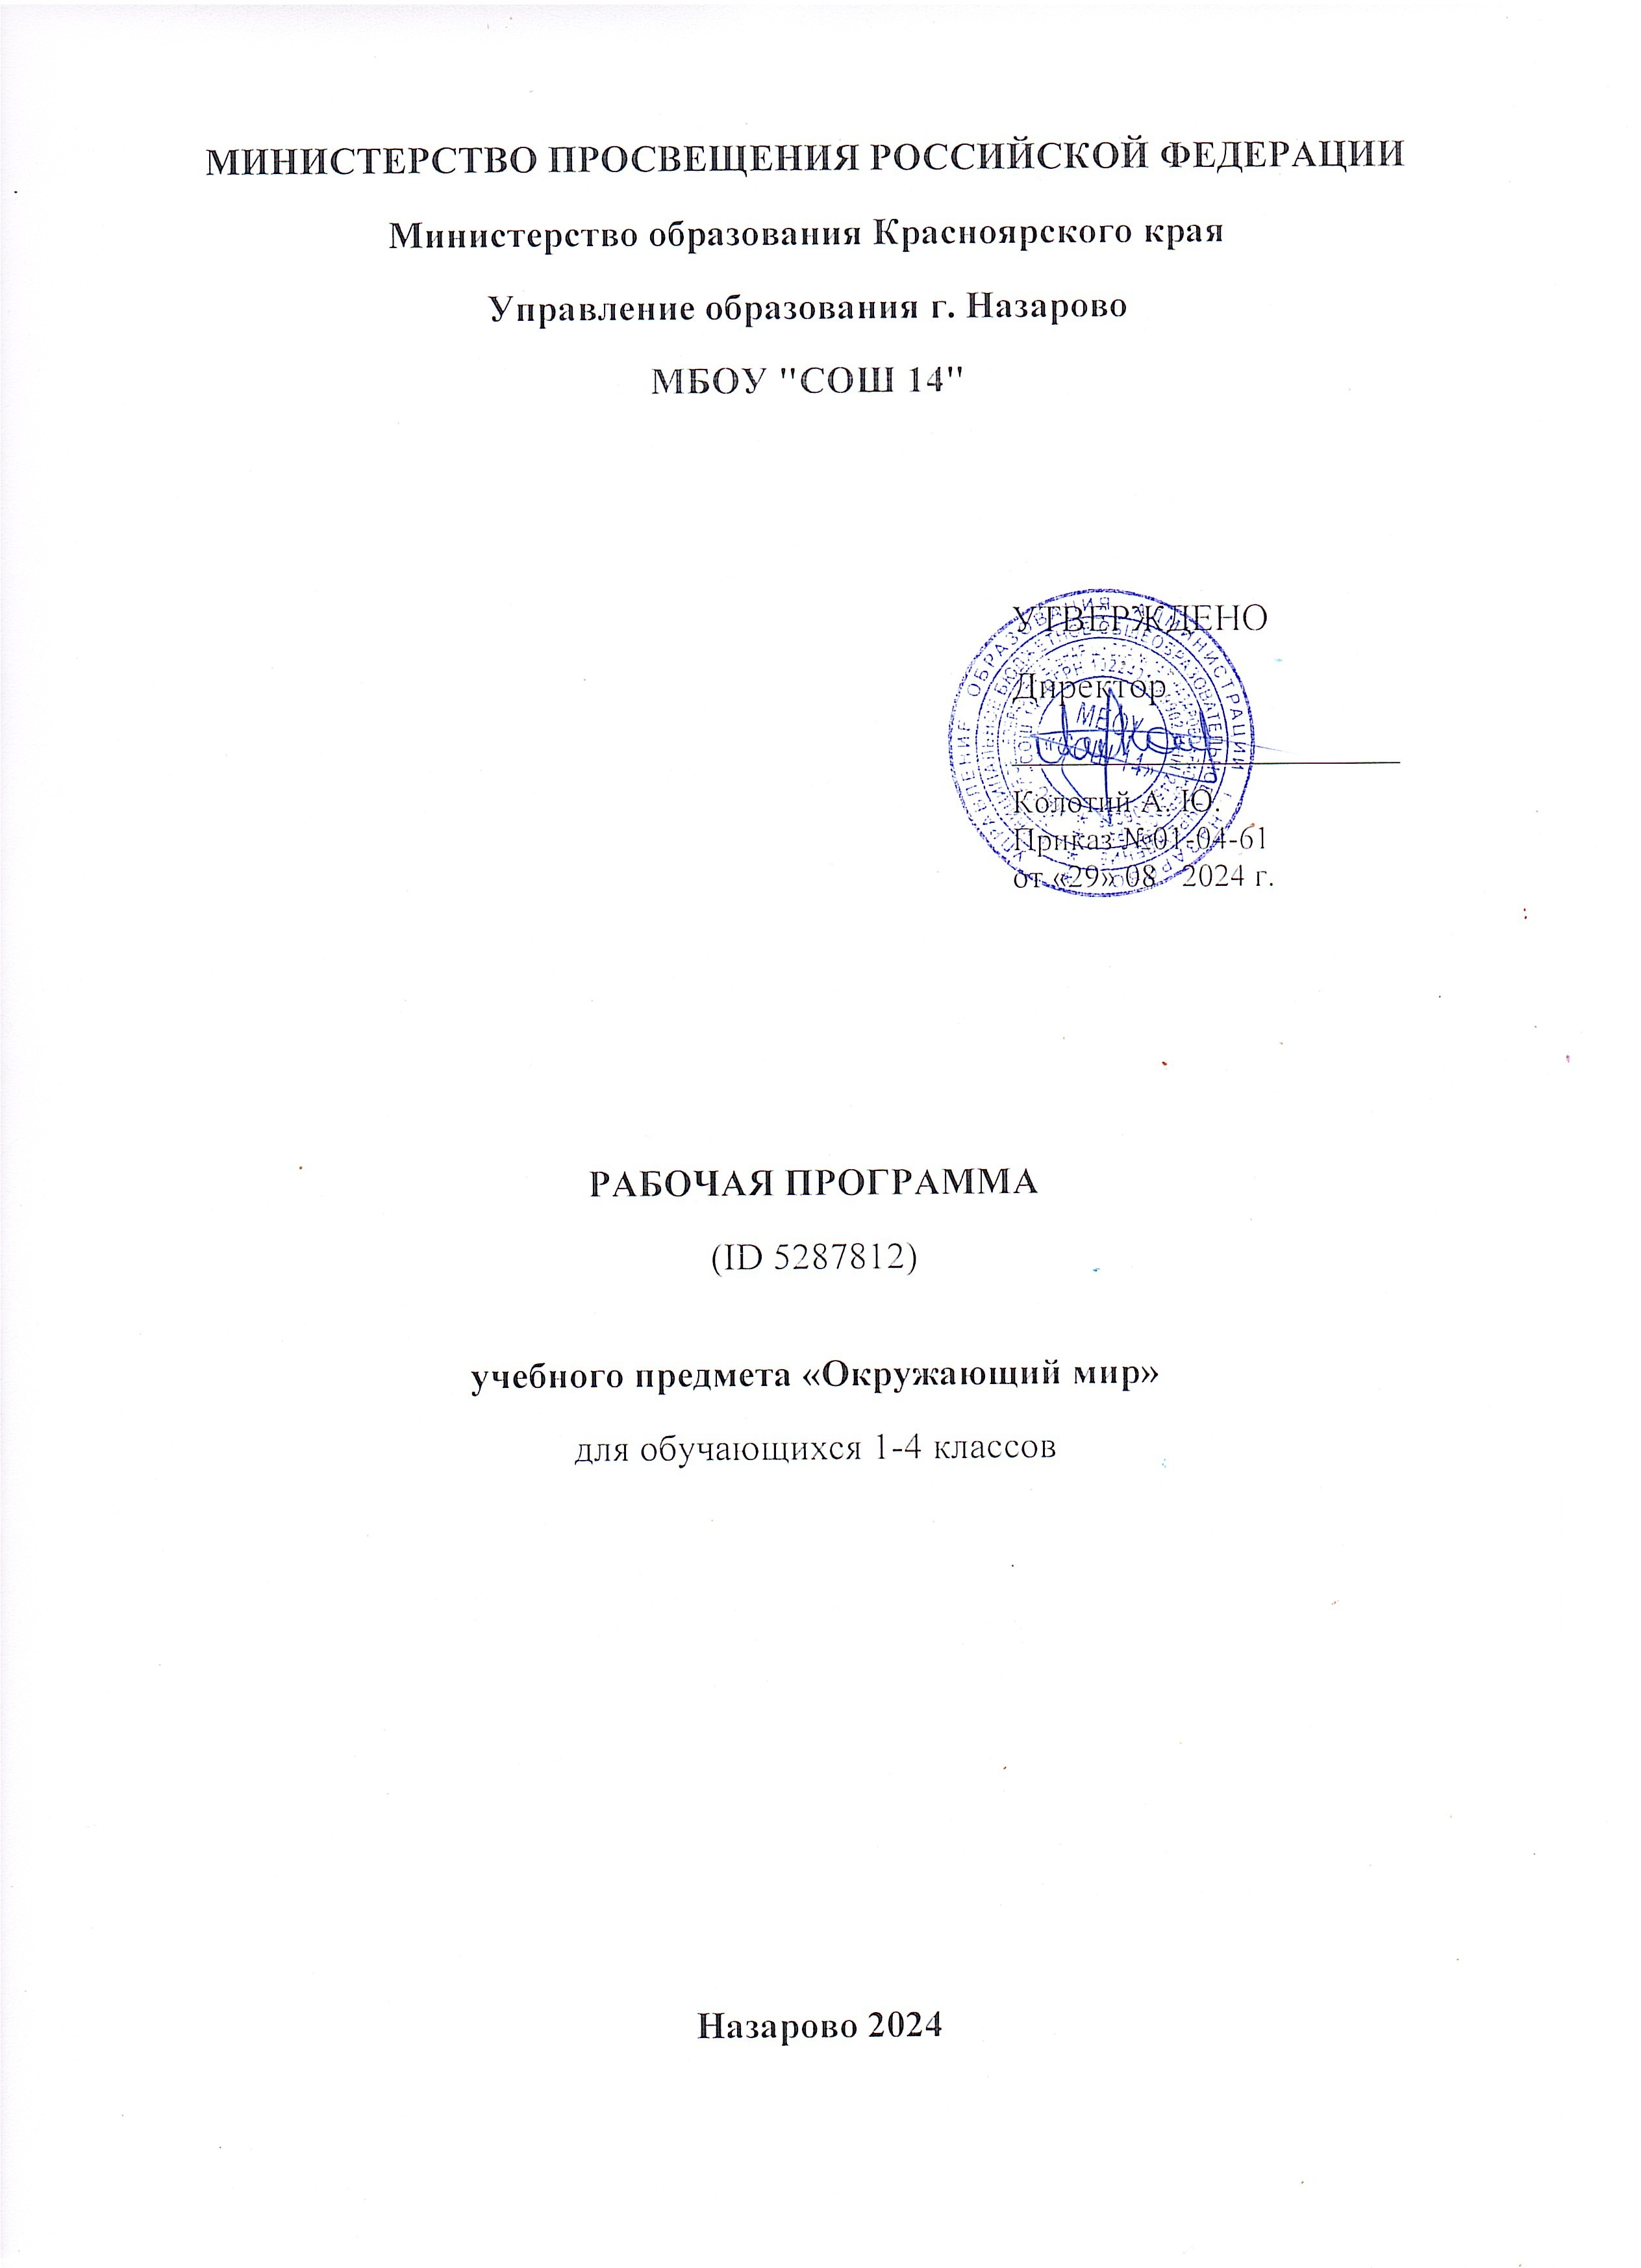 МИНИСТЕРСТВО ПРОСВЕЩЕНИЯ РОССИЙСКОЙ ФЕДЕРАЦИИ
Министерство образования Красноярского края
Управление образования г. Назарово
МБОУ "СОШ 14"
УТВЕРЖДЕНО
Директор
Колотий А. Ю.
Приказ №01-04-61
от «29» 08 2024 г.
РАБОЧАЯ ПРОГРАММА
(ID 5287812)
учебного предмета «Окружающий мир»
для обучающихся 1-4 классов
Назарово 2024